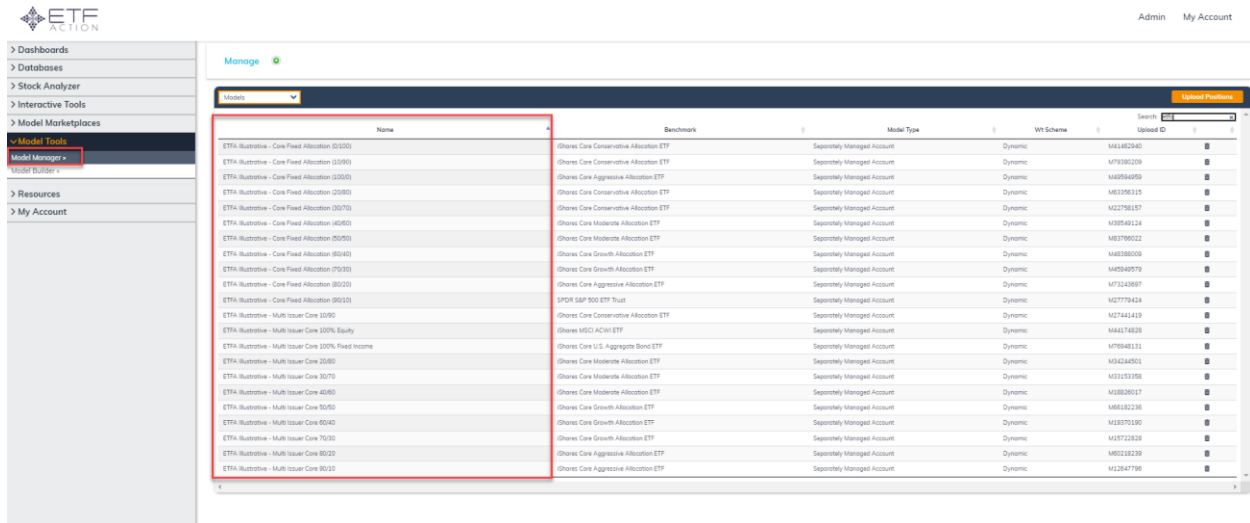 ETF
ACTION
Admin My Account
> Dashboards
> Databases
> Stock Analyzer
> Interactive Tools
> Model Marketplaces
Model Tools
Model Manager »
Model Builder »
> Resources
> My Account
Manage
Models
Upload Positions
Search:
Name Benchmark Model Type Wt Scheme Upload ID
ETFA Illustrative - Core Fixed Allocation (0/100) iShares Core Conservative Allocation ETF Separately Managed Account Dynamic M41462940
ETFA Illustrative - Core Fixed Allocation (10/90) iShares Core Conservative Allocation ETF Separately Managed Account Dynamic M79380209
ETFA Illustrative - Core Fixed Allocation (100/0) iShares Core Aggressive Allocation ETF Separately Managed Account Dynamic M49594959
ETFA Illustrative - Core Fixed Allocation (20/80) iShares Core Conservative Allocation ETF Separately Managed Account Dynamic M63356315
ETFA Illustrative - Core Fixed Allocation (30/70) iShares Core Conservative Allocation ETF Separately Managed Account Dynamic M22758157
ETFA Illustrative - Core Fixed Allocation (40/60) iShares Core Moderate Allocation ETF Separately Managed Account Dynamic M38549124
ETFA Illustrative - Core Fixed Allocation (50/50) iShares Core Moderate Allocation ETF Separately Managed Account Dynamic M83766022
ETFA Illustrative - Core Fixed Allocation (60/40) iShares Core Growth Allocation ETF Separately Managed Account Dynamic M48388009
ETFA Illustrative - Core Fixed Allocation (70/30) iShares Core Growth Allocation ETF Separately Managed Account Dynamic M45949579
ETFA Illustrative - Core Fixed Allocation (80/20) iShares Core Aggressive Allocation ETF Separately Managed Account Dynamic M73243697
ETFA Illustrative - Core Fixed Allocation (90/10) SPDR S&P 500 ETF Trust Separately Managed Account Dynamic M27779424
ETFA Illustrative - Multi Issuer Core 10/90 iShares Core Conservative Allocation ETF Separately Managed Account Dynamic M27441419
ETFA Illustrative - Multi Issuer Core 100% Equity iShares MSCI ACWI ETF Separately Managed Account Dynamic M44174828
ETFA Illustrative - Multi Issuer Core 100% Fixed Income iShares Core U.S. Aggregate Bond ETF Separately Managed Account Dynamic M76948131
ETFA Illustrative - Multi Issuer Core 20/80 iShares Core Moderate Allocation ETF Separately Managed Account Dynamic M34244501
ETFA Illustrative - Multi Issuer Core 30/70 iShares Core Moderate Allocation ETF Separately Managed Account Dynamic M33153358
ETFA Illustrative - Multi Issuer Core 40/60 iShares Core Moderate Allocation ETF Separately Managed Account Dynamic M18826017
ETFA Illustrative - Multi Issuer Core 50/50 iShares Core Growth Allocation ETF Separately Managed Account Dynamic M66182236
ETFA Illustrative - Multi Issuer Core 60/40 iShares Core Growth Allocation ETF Separately Managed Account Dynamic M19370190
ETFA Illustrative - Multi Issuer Core 70/30 iShares Core Growth Allocation ETF Separately Managed Account Dynamic M15722828
ETFA Illustrative - Multi Issuer Core 80/20 iShares Core Aggressive Allocation ETF Separately Managed Account Dynamic M60218239
ETFA Illustrative - Multi Issuer Core 90/10 iShares Core Aggressive Allocation ETF Separately Managed Account Dynamic M12647796